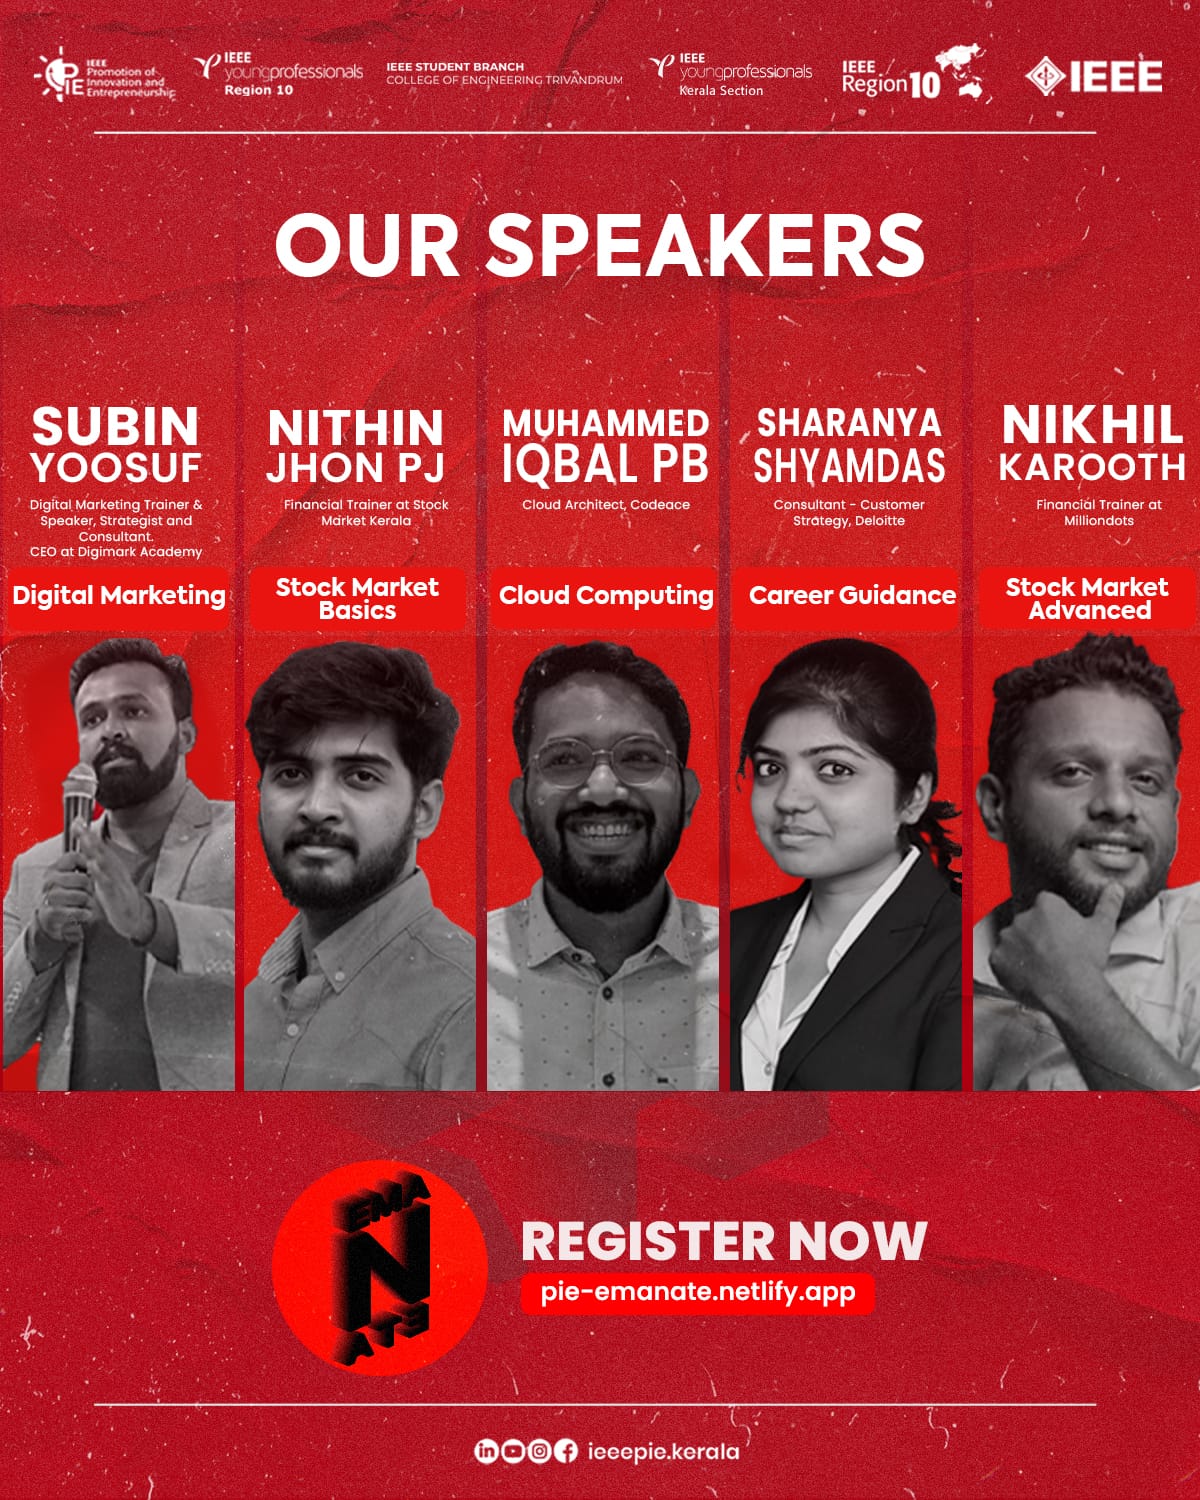 IEEE
Promotion of
Innovation and
Entrepreneurship
PIE
IEEE
youngprofessionals
Region 10
IEEE STUDENT BRANCH
COLLEGE OF ENGINEERING TRIVANDRUM
IEEE
youngprofessionals
Kerala Section
IEEE
Region 10
IEEE
OUR SPEAKERS
SUBIN
YOOSUF
Digital Marketing Trainer &
Speaker, Strategist and
Consultant.
CEO at Digimark Academy
Digital Marketing
NITHIN
JHON PJ
Financial Trainer at Stock
Market Kerala
Stock Market
Basics
MUHAMMED
IQBAL PB
Cloud Architect, Codeace
Cloud Computing
SHARANYA
SHYAMDAS
Consultant - Customer
Strategy, Deloitte
Career Guidance
NIKHIL
KAROOTH
Financial Trainer at
Milliondots
Stock Market
Advanced
EMA
N
ATE
REGISTER NOW
pie-emanate.netlify.app
ieeepie.kerala